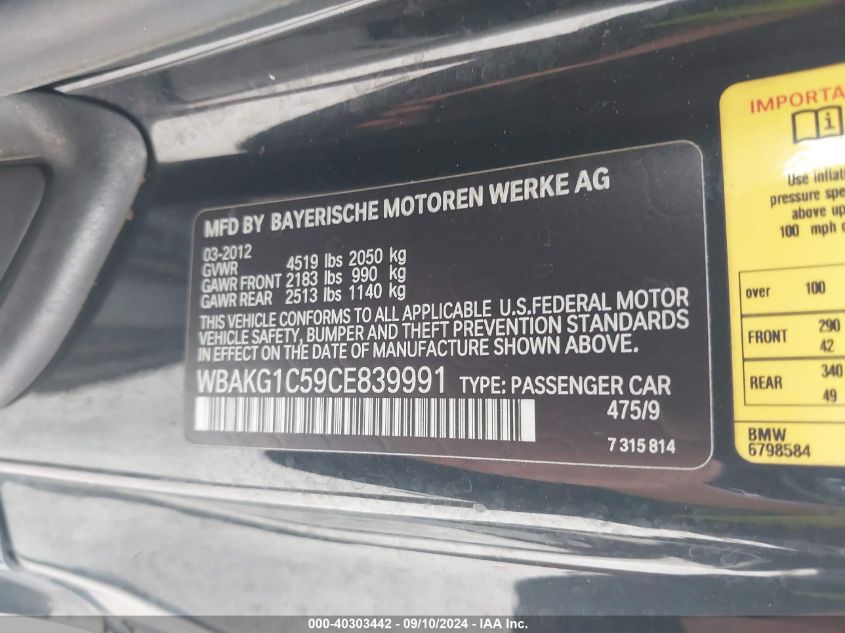 MFD BY BAYERISCHE MOTOREN WERKE AG
03-2012
GVWR 4519 lbs 2050 kg
GAWR FRONT 2183 lbs 990 kg
GAWR REAR 2513 lbs 1140 kg
THIS VEHICLE CONFORMS TO ALL APPLICABLE U.S.FEDERAL MOTOR
VEHICLE SAFETY, BUMPER AND THEFT PREVENTION STANDARDS
IN EFFECT ON THE DATE OF MANUFACTURE SHOWN ABOVE.
WBAKG1C59CE839991 TYPE: PASSENGER CAR
475/9
7 315 814
IMPORTA
i
Use inflati
pressure spe
above up
100 mph
over 100
FRONT 290
42
REAR 340
49
BMW
6798584
000-40303442 - 09/10/2024 - IAA Inc.